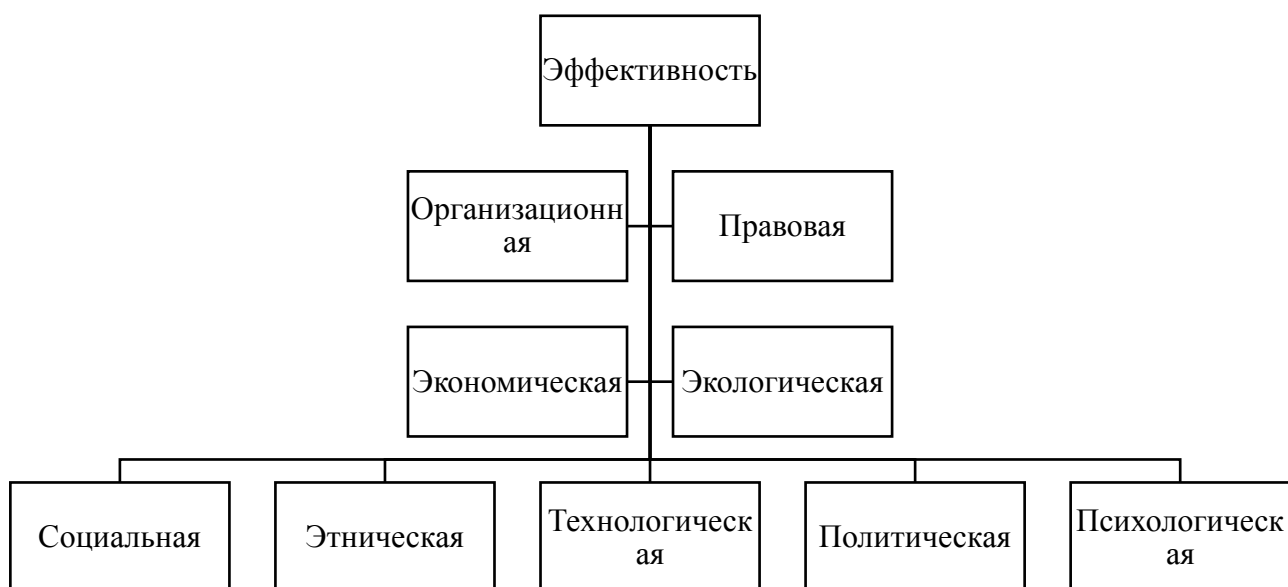 Эффективность
Организационн
ая
Правовая
Экономическая
Экологическая
Социальная
Этническая
Технологическ
ая
Политическая
Психологическ
ая